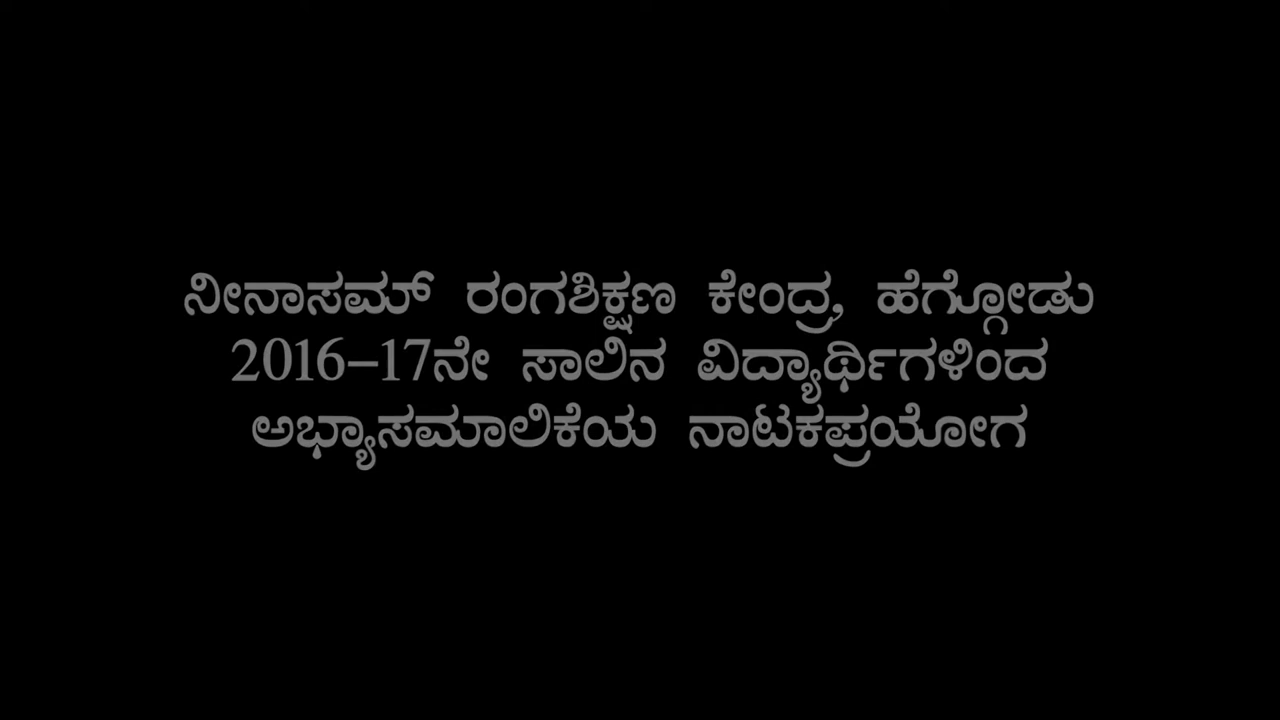 ನೀನಾಸಮ್ ರಂಗಶಿಕ್ಷಣ ಕೇಂದ್ರ, ಹೆಗ್ಗೋಡು
2016–17ನೇ ಸಾಲಿನ ವಿದ್ಯಾರ್ಥಿಗಳಿಂದ
ಅಭ್ಯಾಸಮಾಲಿಕೆಯ ನಾಟಕಪ್ರಯೋಗ